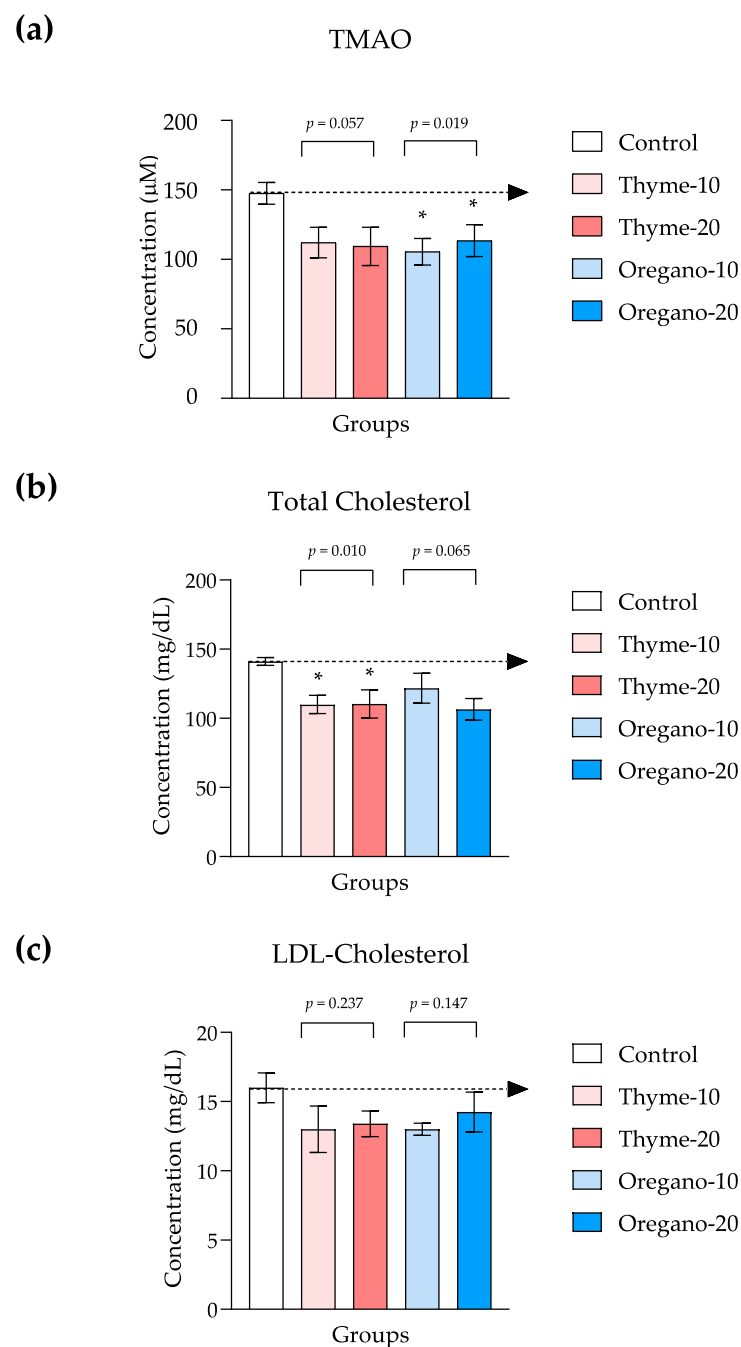 (a)
TMAO
p = 0.057
p = 0.019
200
150
100
50
0
Concentration (μM)
*
*
Groups
Control
Thyme-10
Thyme-20
Oregano-10
Oregano-20
(b)
Total Cholesterol
p = 0.010
p = 0.065
200
150
100
50
0
Concentration (mg/dL)
*
*
Groups
Control
Thyme-10
Thyme-20
Oregano-10
Oregano-20
(c)
LDL-Cholesterol
p = 0.237
p = 0.147
20
15
10
5
0
Concentration (mg/dL)
Groups
Control
Thyme-10
Thyme-20
Oregano-10
Oregano-20